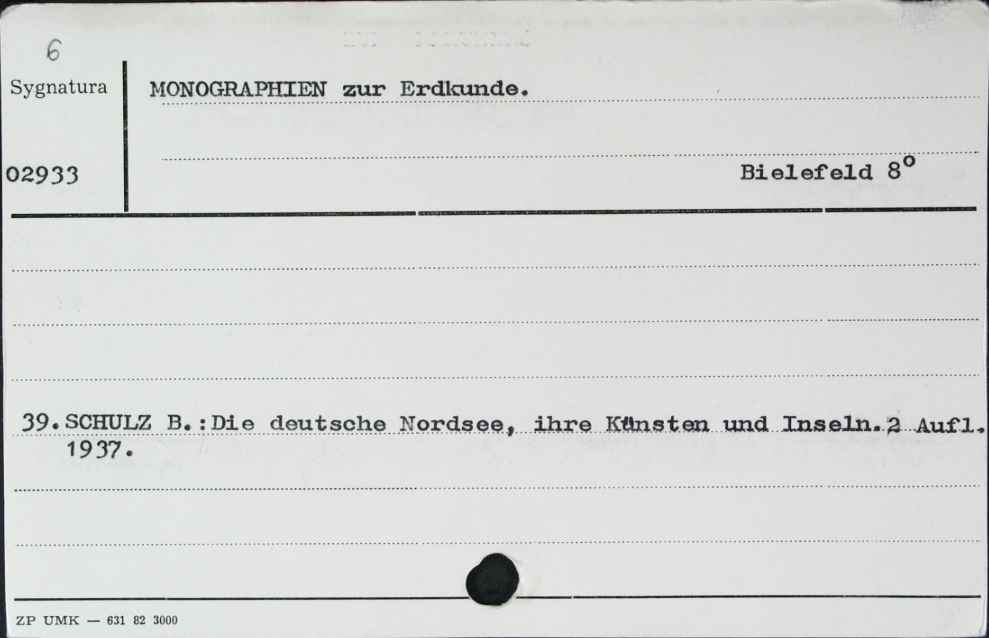 6
Sygnatura
MONOGRAPHIEN zur Erdkunde.
02933
Bielefeld 8°
39. SCHULZ B.:Die deutsche Nordsee, ihre Künsten und Inseln. 2 Aufl.
1937.
ZP UMK — 631 82 3000